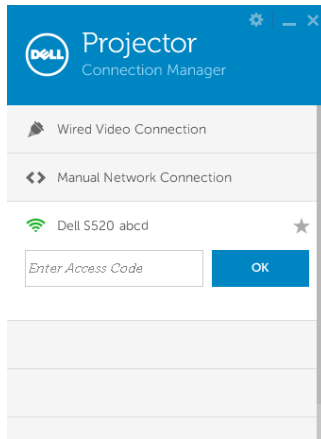 DELL
Projector
Connection Manager
Wired Video Connection
Manual Network Connection
Dell S520 abcd
Enter Access Code
OK